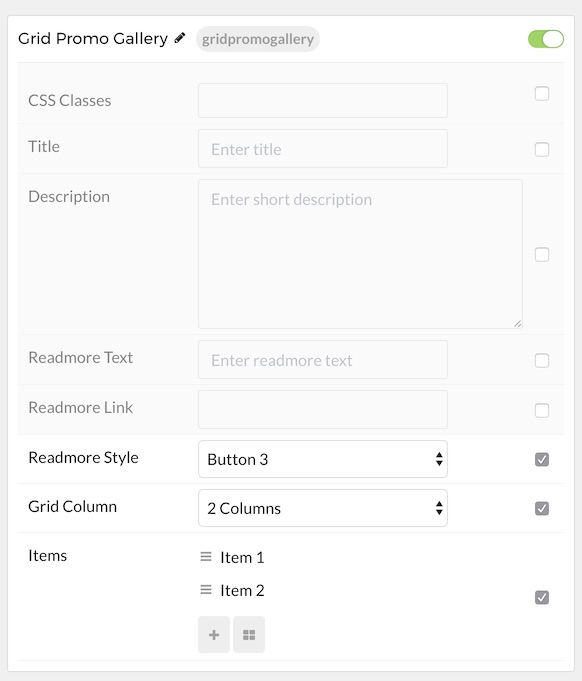 Grid Promo Gallery gridpromogallery
CSS Classes
Title Enter title
Description Enter short description
Readmore Text Enter readmore text
Readmore Link
Readmore Style Button 3
Grid Column 2 Columns
Items Item 1
Item 2